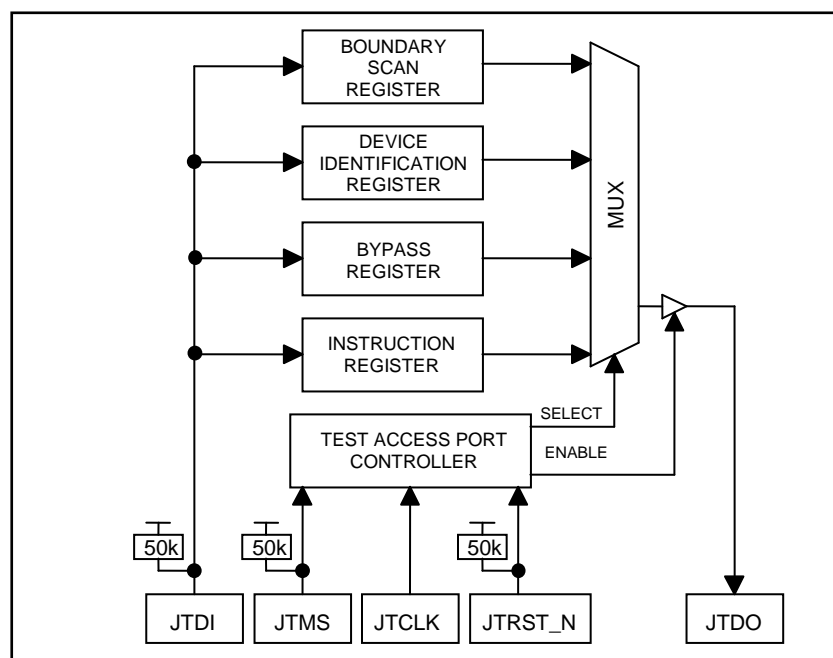 BOUNDARY
SCAN
REGISTER
DEVICE
IDENTIFICATION
REGISTER
BYPASS
REGISTER
INSTRUCTION
REGISTER
MUX
SELECT
TEST ACCESS PORT
CONTROLLER
ENABLE
50k
50k
50k
JTDI
JTMS
JTCLK
JTRST_N
JTDO